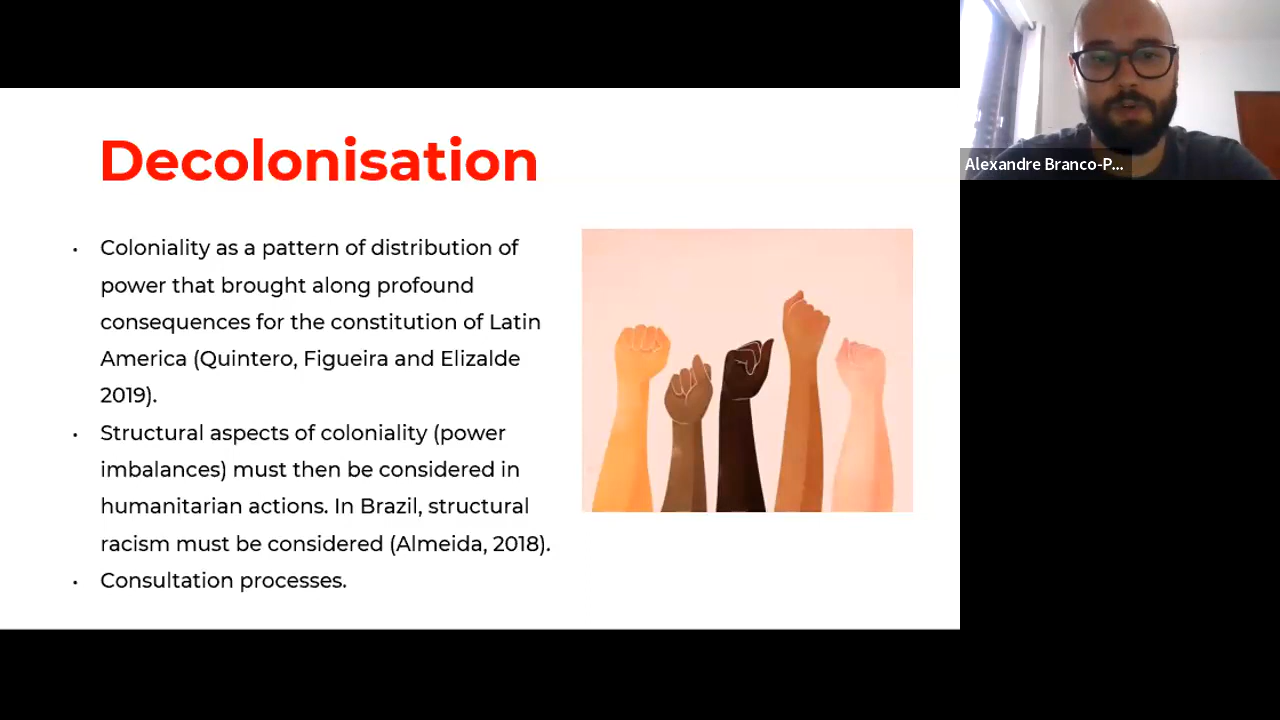 Decolonisation
• Coloniality as a pattern of distribution of
power that brought along profound
consequences for the constitution of Latin
America (Quintero, Figueira and Elizalde
2019).
• Structural aspects of coloniality (power
imbalances) must then be considered in
humanitarian actions. In Brazil, structural
racism must be considered (Almeida, 2018).
• Consultation processes.
Alexandre Branco-P...